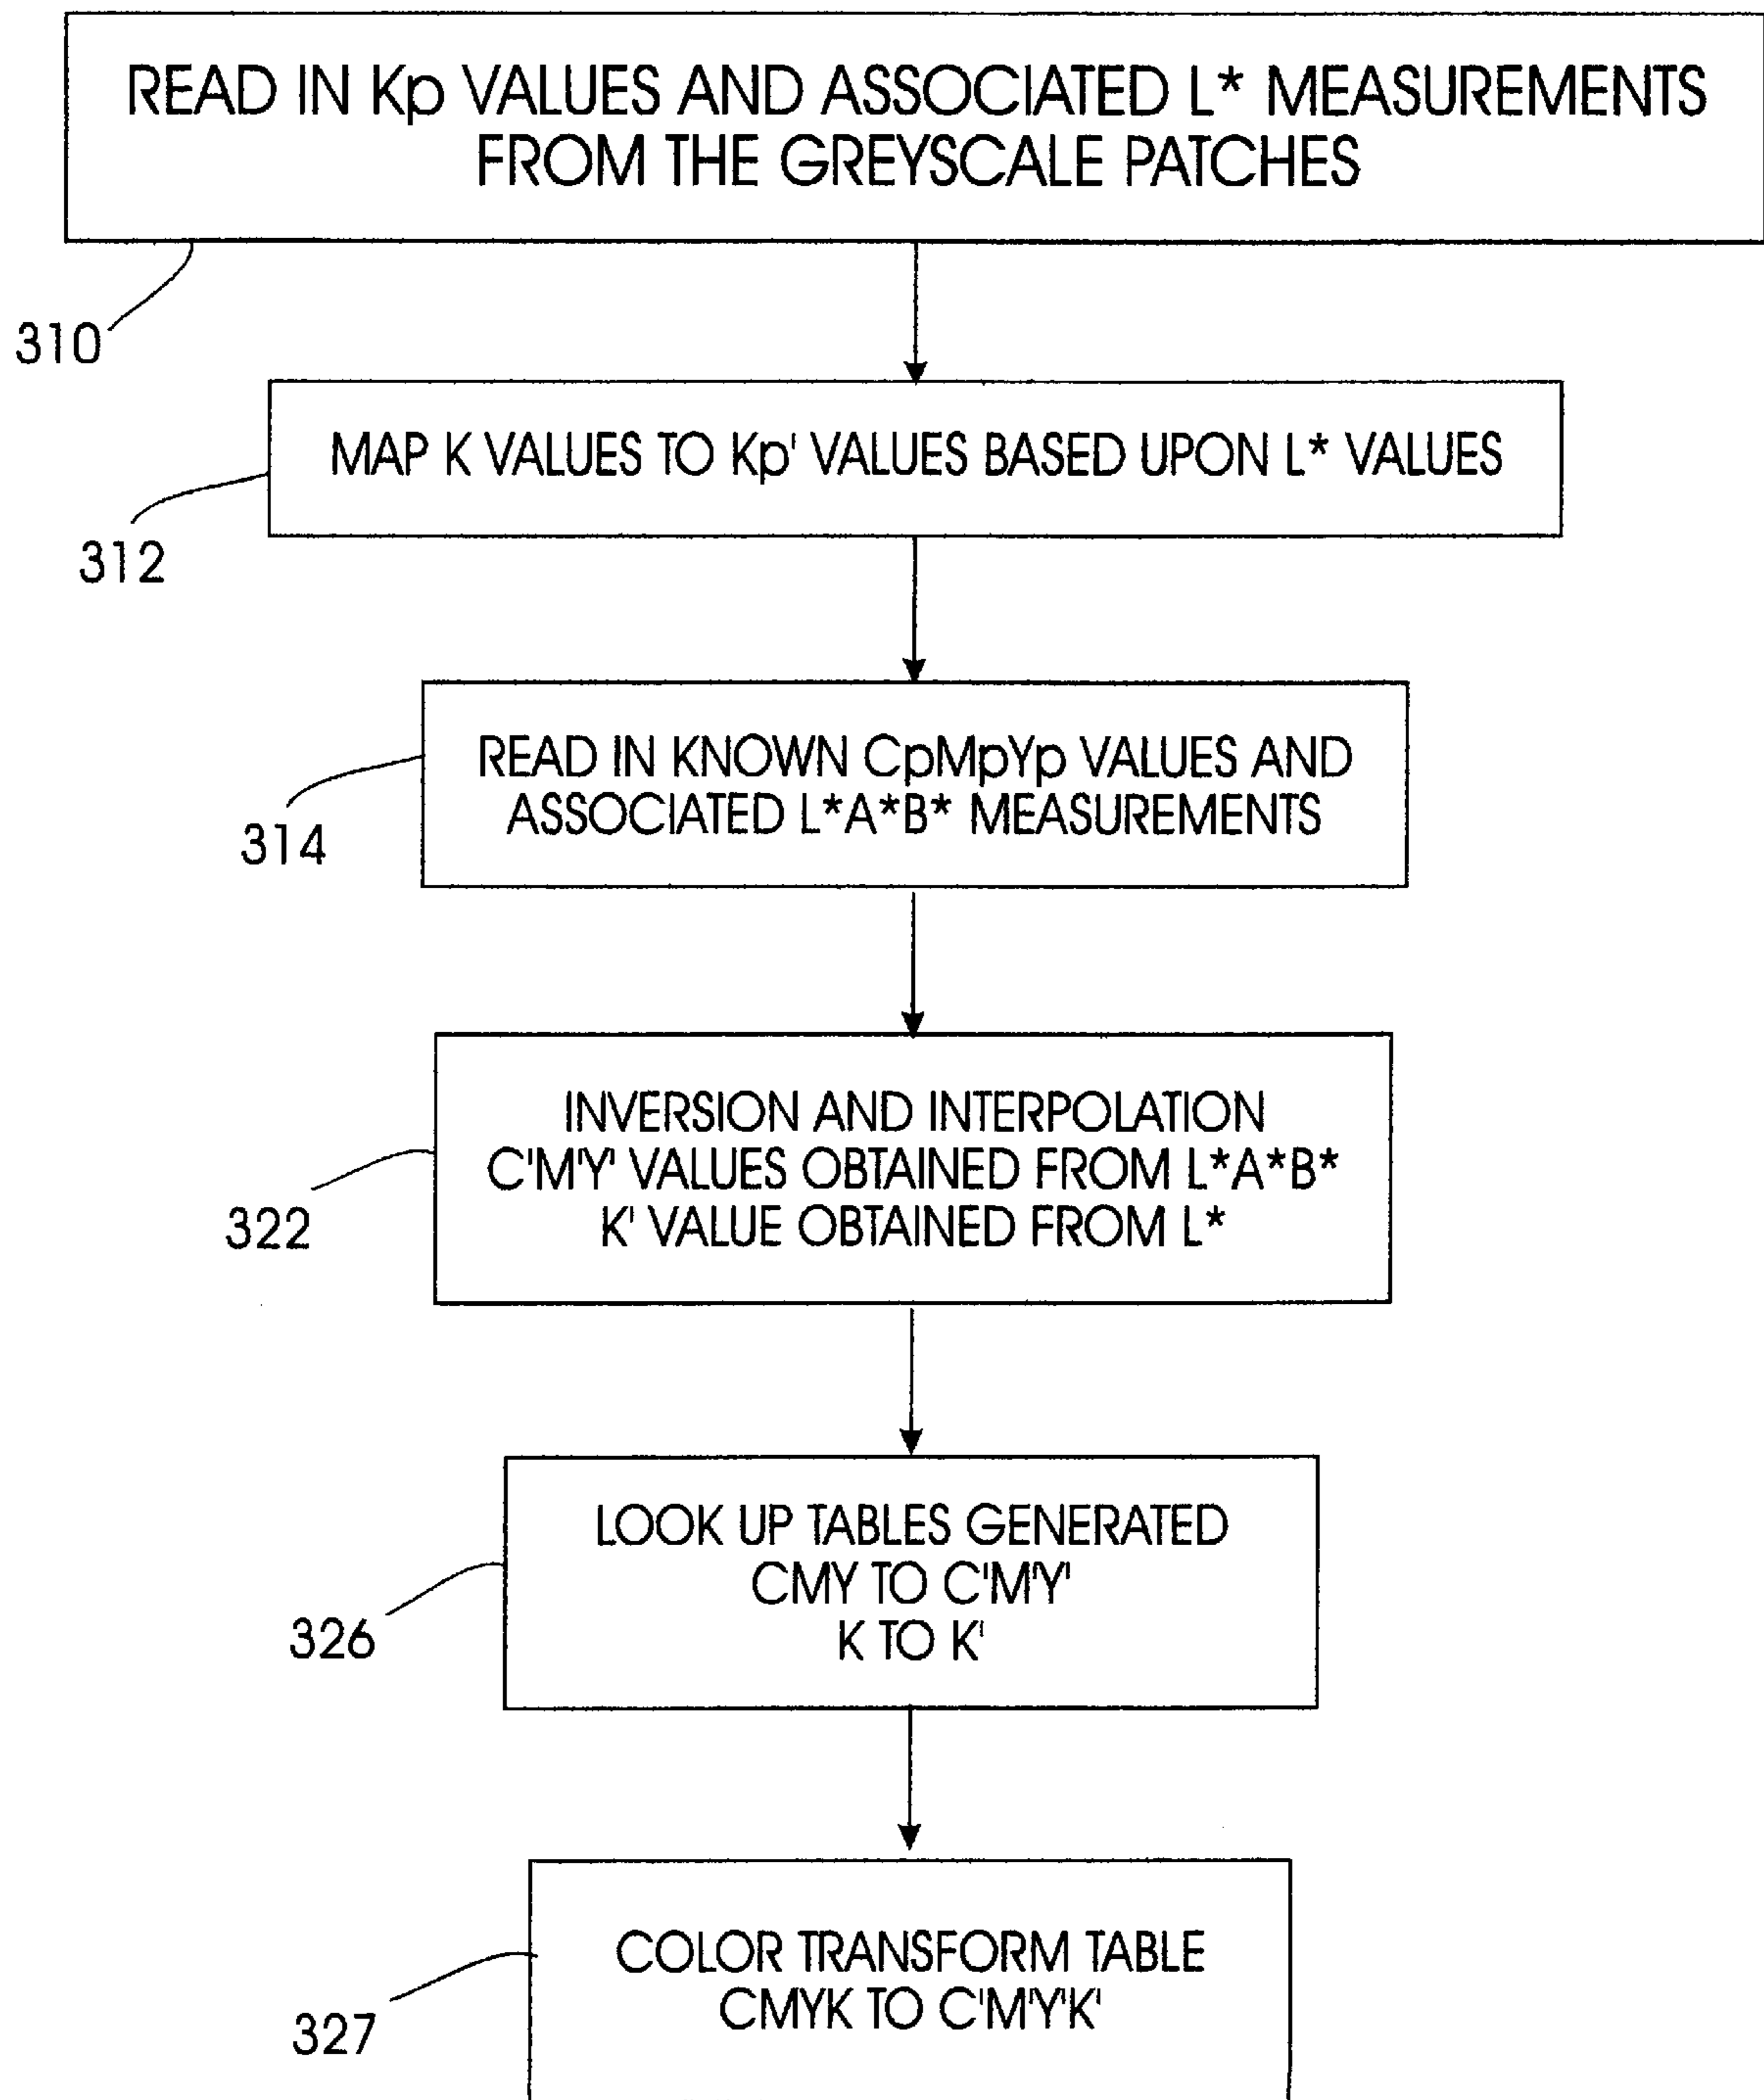 READ IN Kp VALUES AND ASSOCIATED L* MEASUREMENTS
FROM THE GREYSCALE PATCHES
310
MAP K VALUES TO Kp' VALUES BASED UPON L* VALUES
312
READ IN KNOWN CpMpYp VALUES AND
ASSOCIATED L*A*B* MEASUREMENTS
314
INVERSION AND INTERPOLATION
C'M'Y' VALUES OBTAINED FROM L*A*B*
K' VALUE OBTAINED FROM L*
322
LOOK UP TABLES GENERATED
CMY TO C'M'Y'
K TO K'
326
COLOR TRANSFORM TABLE
CMYK TO C'M'Y'K'
327